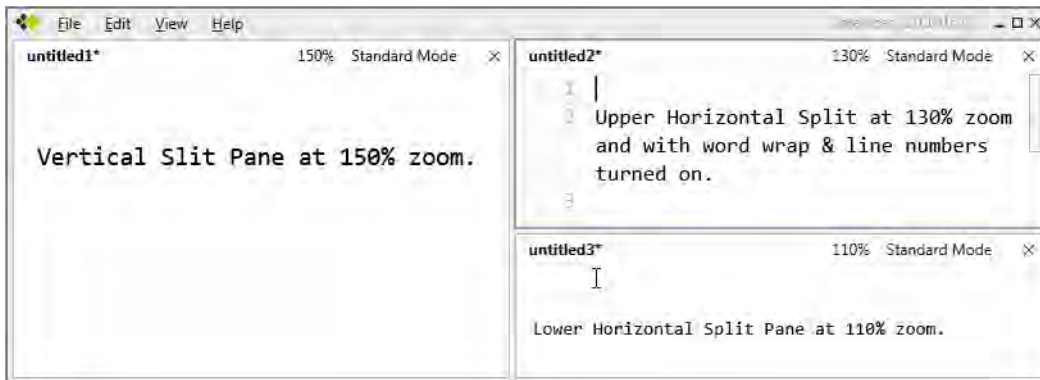 File Edit View Help
untitled1* 150% Standard Mode ×
Vertical Slit Pane at 150% zoom.
untitled2* 130% Standard Mode ×
1
2 Upper Horizontal Split at 130% zoom
and with word wrap & line numbers
turned on.
3
untitled3* 110% Standard Mode ×
Lower Horizontal Split Pane at 110% zoom.